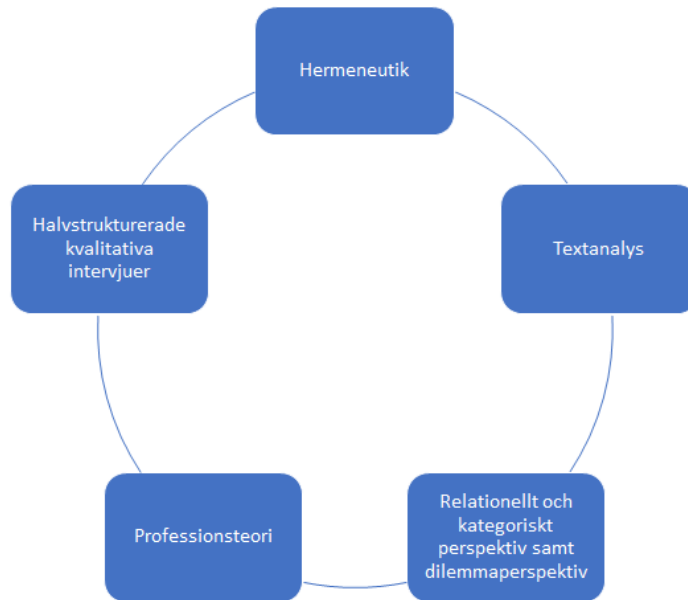 Hermeneutik
Textanalys
Relationellt och
kategoriskt
perspektiv samt
dilemmaperspektiv
Professionsteori
Halvstrukturerade
kvalitativa
intervjuer